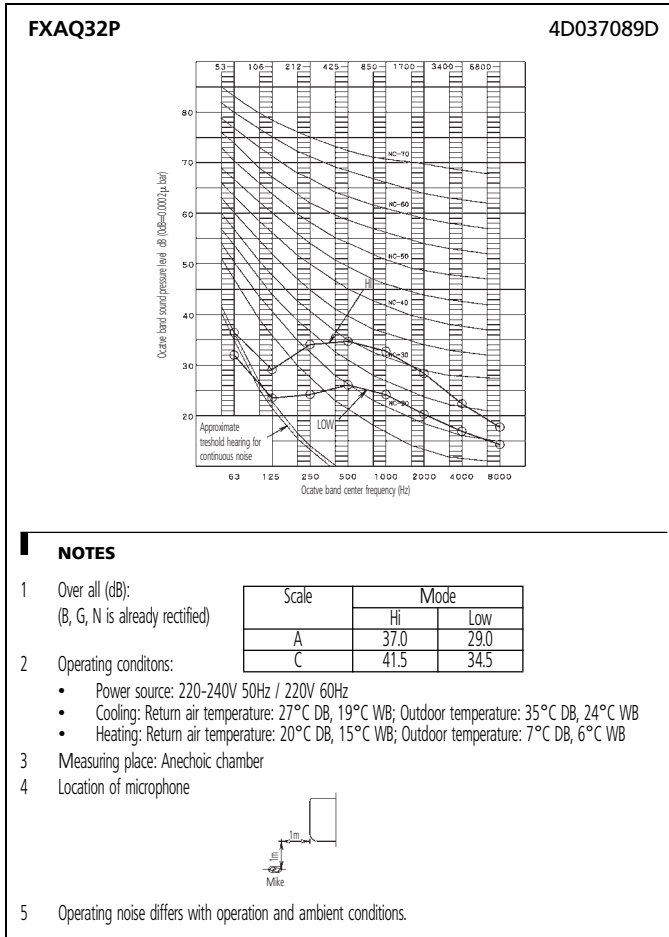 FXAQ32P 4D037089D
53 106 212 425 850 1700 3400 6800
80
70
60
50
40
30
20
Ocatve band sound pressure level dB (0dB=0.0002μ bar)
NC-70
NC-60
NC-50
HI
NC-40
NC-30
NC-20
LOW
Approximate
treshold hearing for
continuous noise
63 125 250 500 1000 2000 4000 8000
Ocatve band center frequency (Hz)
NOTES
1 Over all (dB):
(B, G, N is already rectified)
Scale Mode
Hi Low
A 37.0 29.0
C 41.5 34.5
2 Operating conditons:
• Power source: 220-240V 50Hz / 220V 60Hz
• Cooling: Return air temperature: 27°C DB, 19°C WB; Outdoor temperature: 35°C DB, 24°C WB
• Heating: Return air temperature: 20°C DB, 15°C WB; Outdoor temperature: 7°C DB, 6°C WB
3 Measuring place: Anechoic chamber
4 Location of microphone
1m
1m
Mike
5 Operating noise differs with operation and ambient conditions.